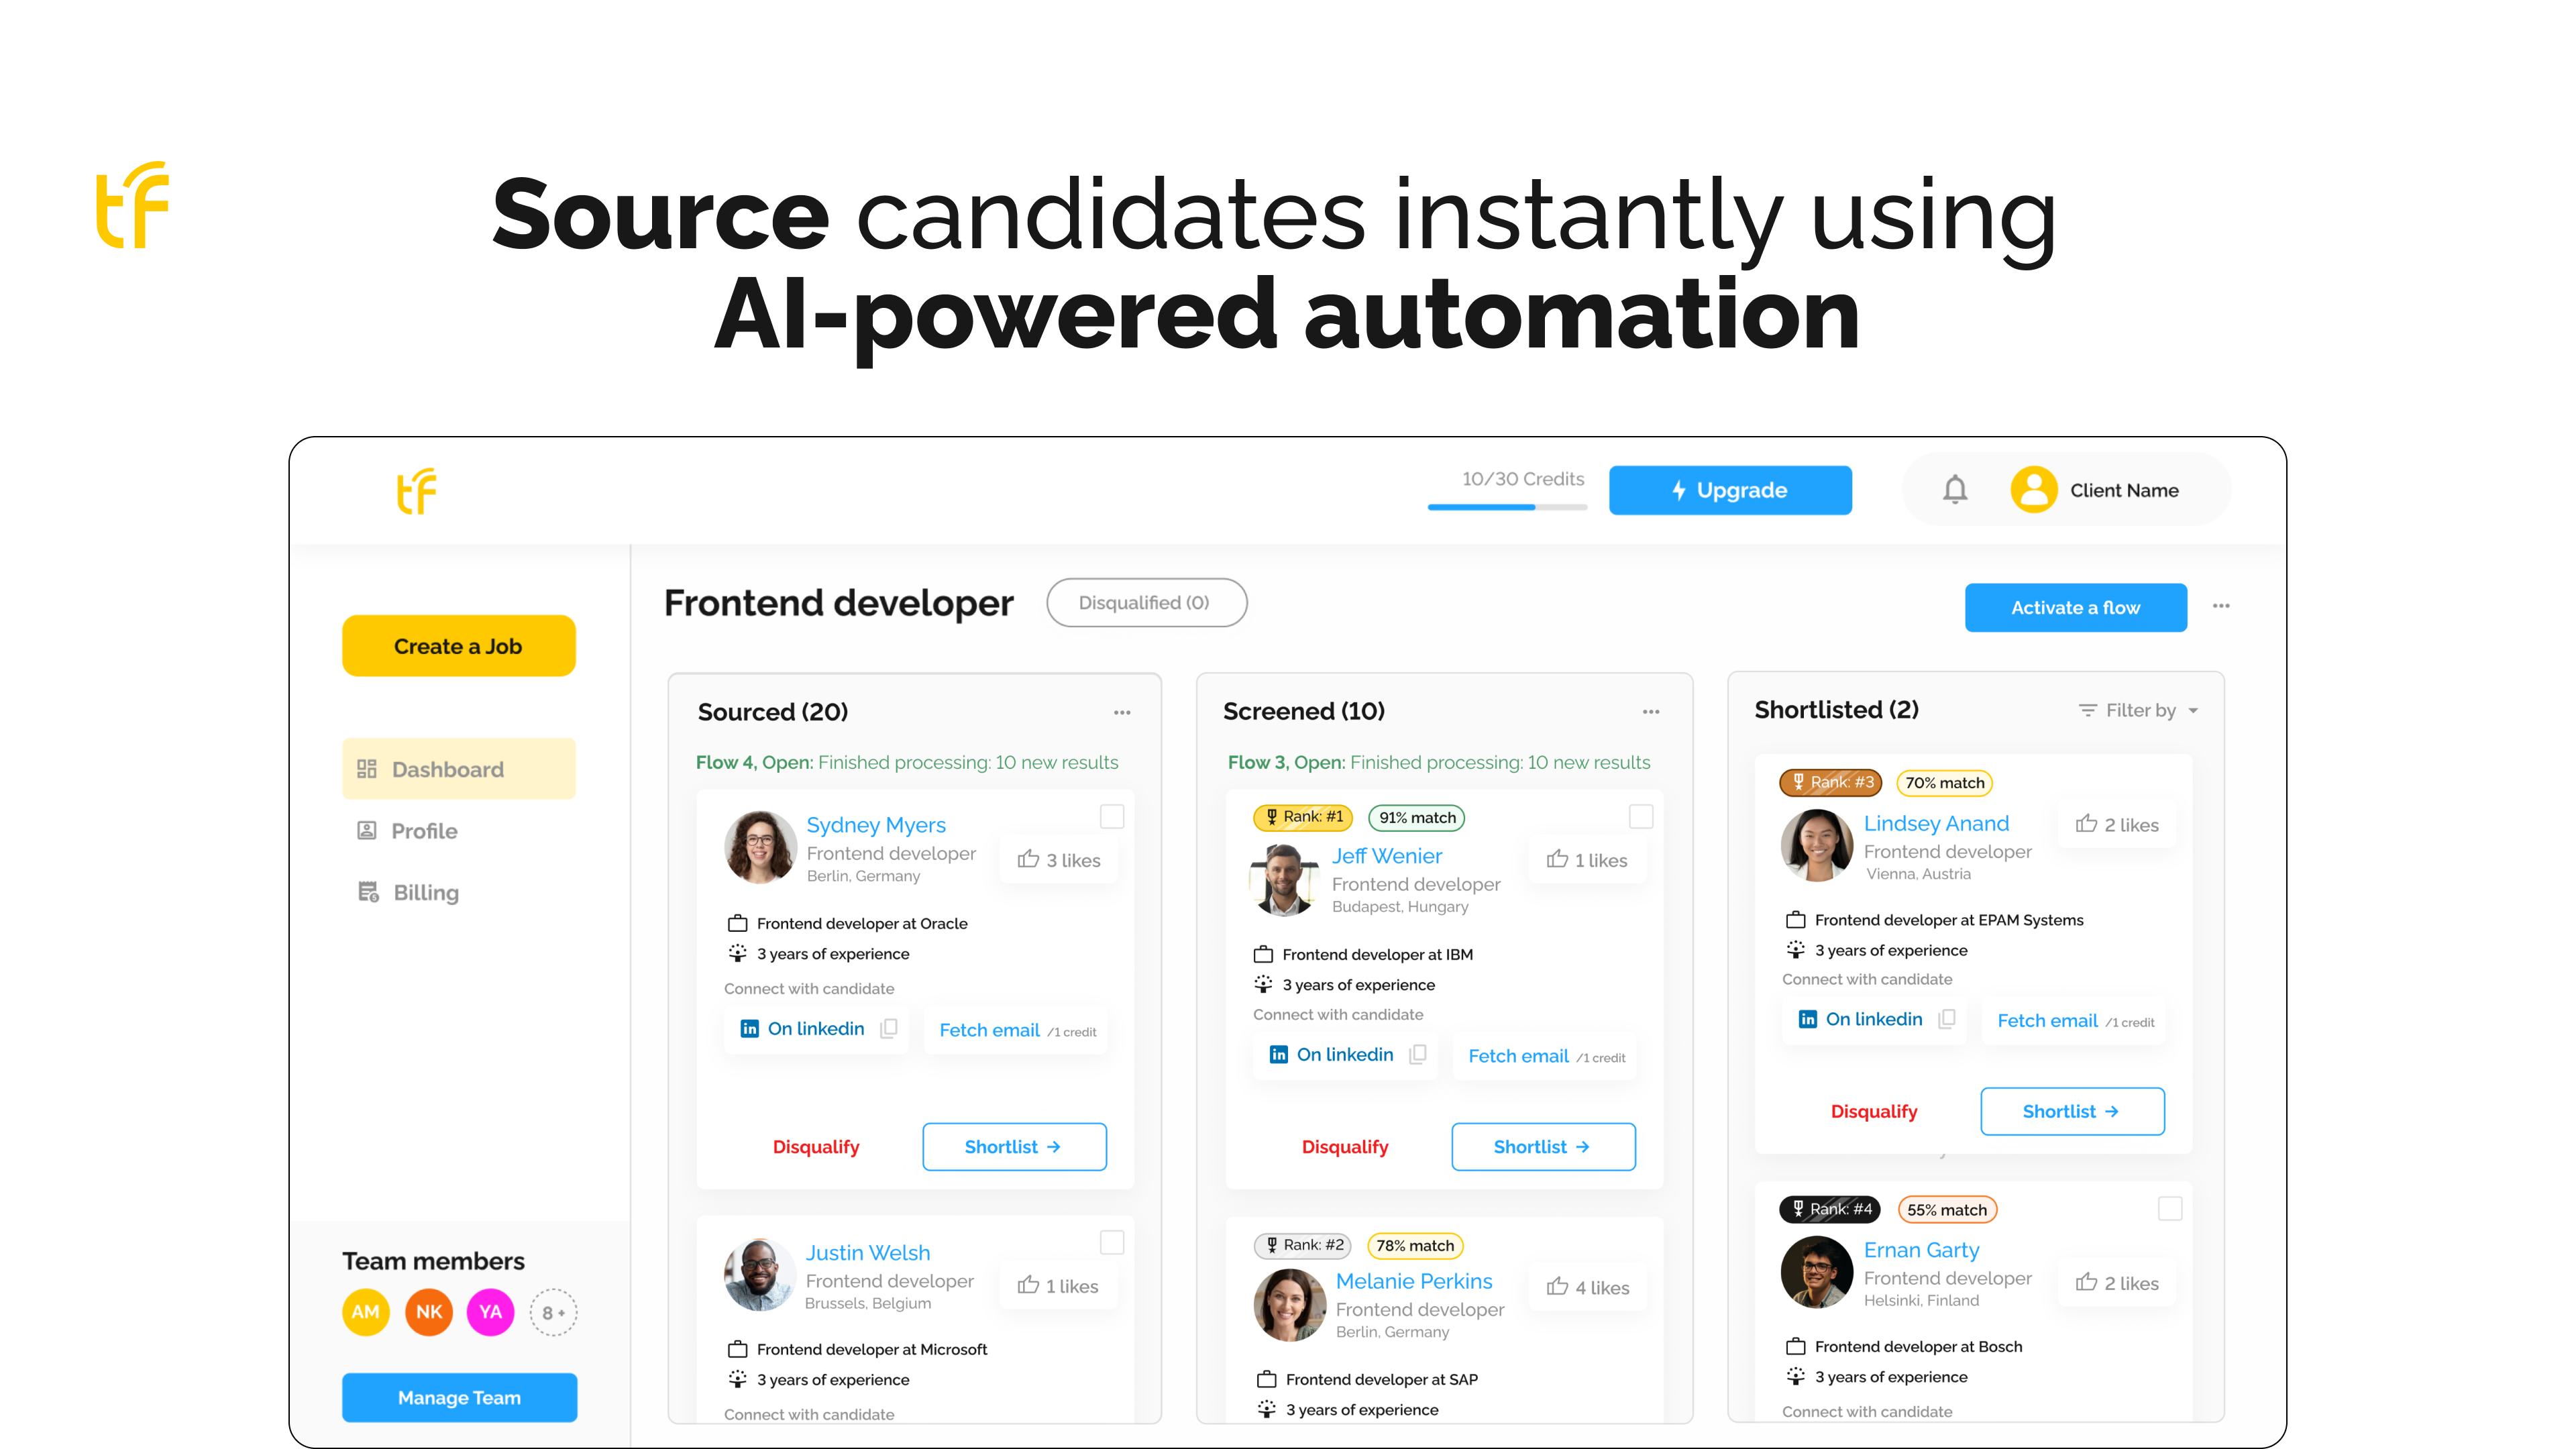 tf
Source candidates instantly using
AI-powered automation
tf
10/30 Credits
Upgrade
Client Name
Create a Job
Dashboard
Profile
Billing
Team members
AM NK YA 8 +
Manage Team
Frontend developer
Disqualified (0)
Activate a flow
Sourced (20)
Flow 4, Open: Finished processing: 10 new results
Sydney Myers
Frontend developer
Berlin, Germany
3 likes
Frontend developer at Oracle
3 years of experience
Connect with candidate
in On linkedin
Fetch email /1 credit
Disqualify
Shortlist →
Justin Welsh
Frontend developer
Brussels, Belgium
1 likes
Frontend developer at Microsoft
3 years of experience
Connect with candidate
Screened (10)
Flow 3, Open: Finished processing: 10 new results
Rank: #1
91% match
Jeff Wenier
Frontend developer
Budapest, Hungary
1 likes
Frontend developer at IBM
3 years of experience
Connect with candidate
in On linkedin
Fetch email /1 credit
Disqualify
Shortlist →
Rank: #2
78% match
Melanie Perkins
Frontend developer
Berlin, Germany
4 likes
Frontend developer at SAP
3 years of experience
Shortlisted (2)
Filter by
Rank: #3
70% match
Lindsey Anand
Frontend developer
Vienna, Austria
2 likes
Frontend developer at EPAM Systems
3 years of experience
Connect with candidate
in On linkedin
Fetch email /1 credit
Disqualify
Shortlist →
Rank: #4
55% match
Ernan Garty
Frontend developer
Helsinki, Finland
2 likes
Frontend developer at Bosch
3 years of experience
Connect with candidate